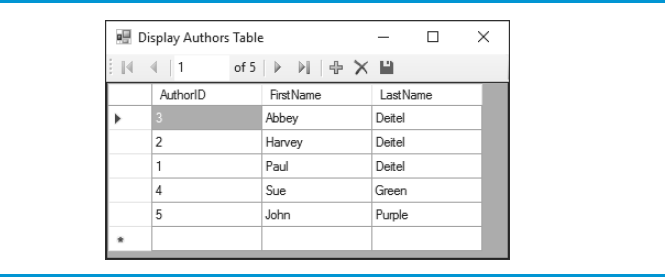 Display Authors Table
1 of 5
AuthorID FirstName LastName
3 Abbey Deitel
2 Harvey Deitel
1 Paul Deitel
4 Sue Green
5 John Purple
*